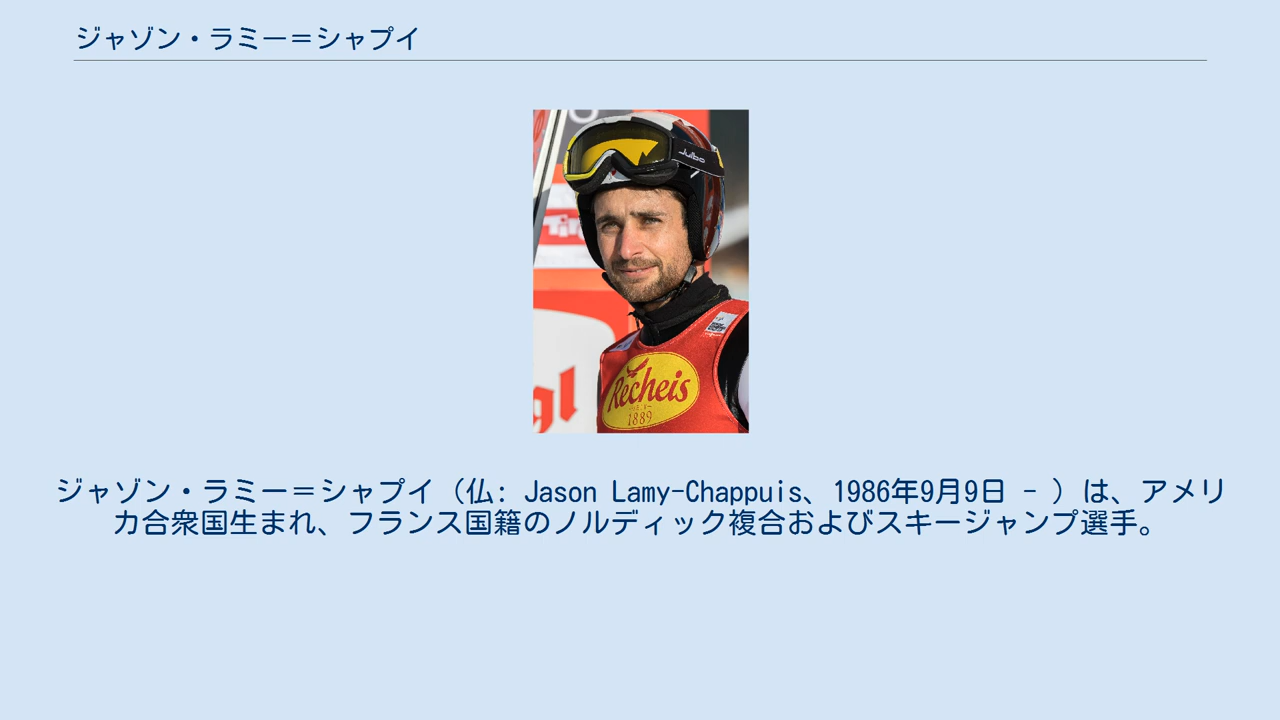 ジャゾン・ラミー＝シャプイ
Julbo
Recheis
1889
gl
ジャゾン・ラミー＝シャプイ（仏: Jason Lamy-Chappuis、1986年9月9日 - ）は、アメリ
カ合衆国生まれ、フランス国籍のノルディック複合およびスキージャンプ選手。